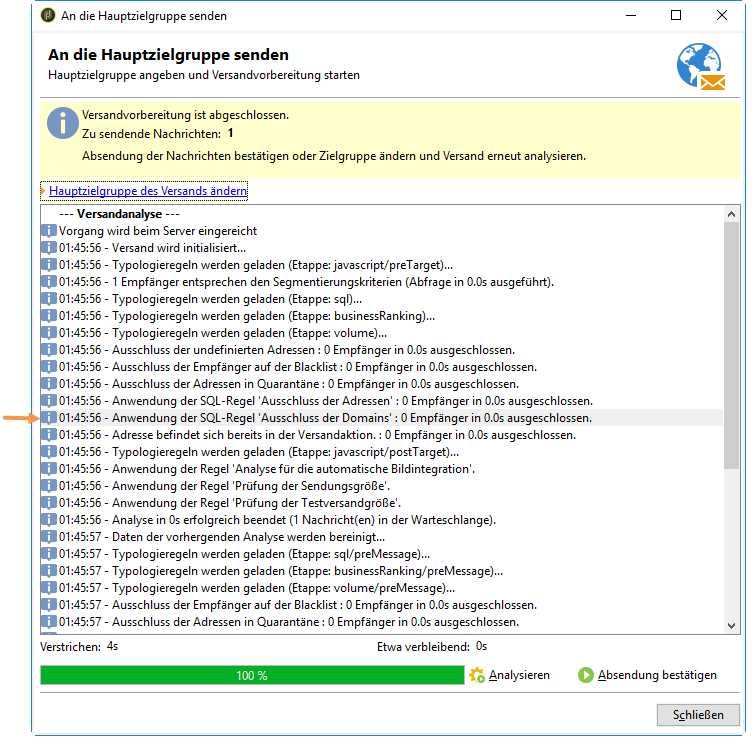 An die Hauptzielgruppe senden
An die Hauptzielgruppe senden
Hauptzielgruppe angeben und Versandvorbereitung starten
Versandvorbereitung ist abgeschlossen.
Zu sendende Nachrichten: 1
Absendung der Nachrichten bestätigen oder Zielgruppe ändern und Versand erneut analysieren.
Hauptzielgruppe des Versands ändern
--- Versandanalyse ---
Vorgang wird beim Server eingereicht
01:45:56 - Versand wird initialisiert...
01:45:56 - Typologieregeln werden geladen (Etappe: javascript/preTarget)...
01:45:56 - 1 Empfänger entsprechen den Segmentierungskriterien (Abfrage in 0.0s ausgeführt).
01:45:56 - Typologieregeln werden geladen (Etappe: sql)...
01:45:56 - Typologieregeln werden geladen (Etappe: businessRanking)...
01:45:56 - Typologieregeln werden geladen (Etappe: volume)...
01:45:56 - Ausschluss der undefinierten Adressen : 0 Empfänger in 0.0s ausgeschlossen.
01:45:56 - Ausschluss der Empfänger auf der Blacklist : 0 Empfänger in 0.0s ausgeschlossen.
01:45:56 - Ausschluss der Adressen in Quarantäne : 0 Empfänger in 0.0s ausgeschlossen.
01:45:56 - Anwendung der SQL-Regel 'Ausschluss der Adressen' : 0 Empfänger in 0.0s ausgeschlossen.
01:45:56 - Anwendung der SQL-Regel 'Ausschluss der Domains' : 0 Empfänger in 0.0s ausgeschlossen.
01:45:56 - Adresse befindet sich bereits in der Versandaktion. : 0 Empfänger in 0.0s ausgeschlossen.
01:45:56 - Typologieregeln werden geladen (Etappe: javascript/postTarget)...
01:45:56 - Anwendung der Regel 'Analyse für die automatische Bildintegration'.
01:45:56 - Anwendung der Regel 'Prüfung der Sendungsgröße'.
01:45:56 - Anwendung der Regel 'Prüfung der Testversandgröße'.
01:45:56 - Analyse in 0s erfolgreich beendet (1 Nachricht(en) in der Warteschlange).
01:45:57 - Daten der vorhergenden Analyse werden bereinigt...
01:45:57 - Typologieregeln werden geladen (Etappe: sql/preMessage)...
01:45:57 - Typologieregeln werden geladen (Etappe: businessRanking/preMessage)...
01:45:57 - Typologieregeln werden geladen (Etappe: volume/preMessage)...
01:45:57 - Ausschluss der Empfänger auf der Blacklist : 0 Empfänger in 0.0s ausgeschlossen.
01:45:57 - Ausschluss der Adressen in Quarantäne : 0 Empfänger in 0.0s ausgeschlossen.
Verstrichen: 4s Etwa verbleibend: 0s
100 % Analysieren Absendung bestätigen
Schließen